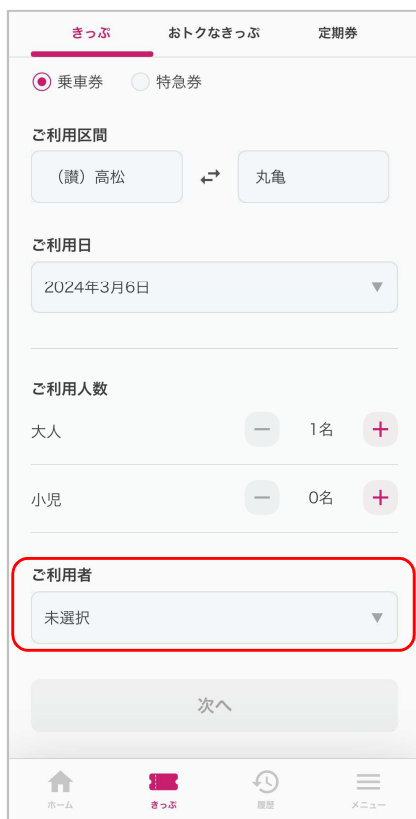 きっぷ おトクなきっぷ 定期券
乗車券 特急券
ご利用区間
（讃）高松 丸亀
ご利用日
2024年3月6日
ご利用人数
大人 1名
小児 0名
ご利用者
未選択
次へ
ホーム きっぷ 履歴 メニュー